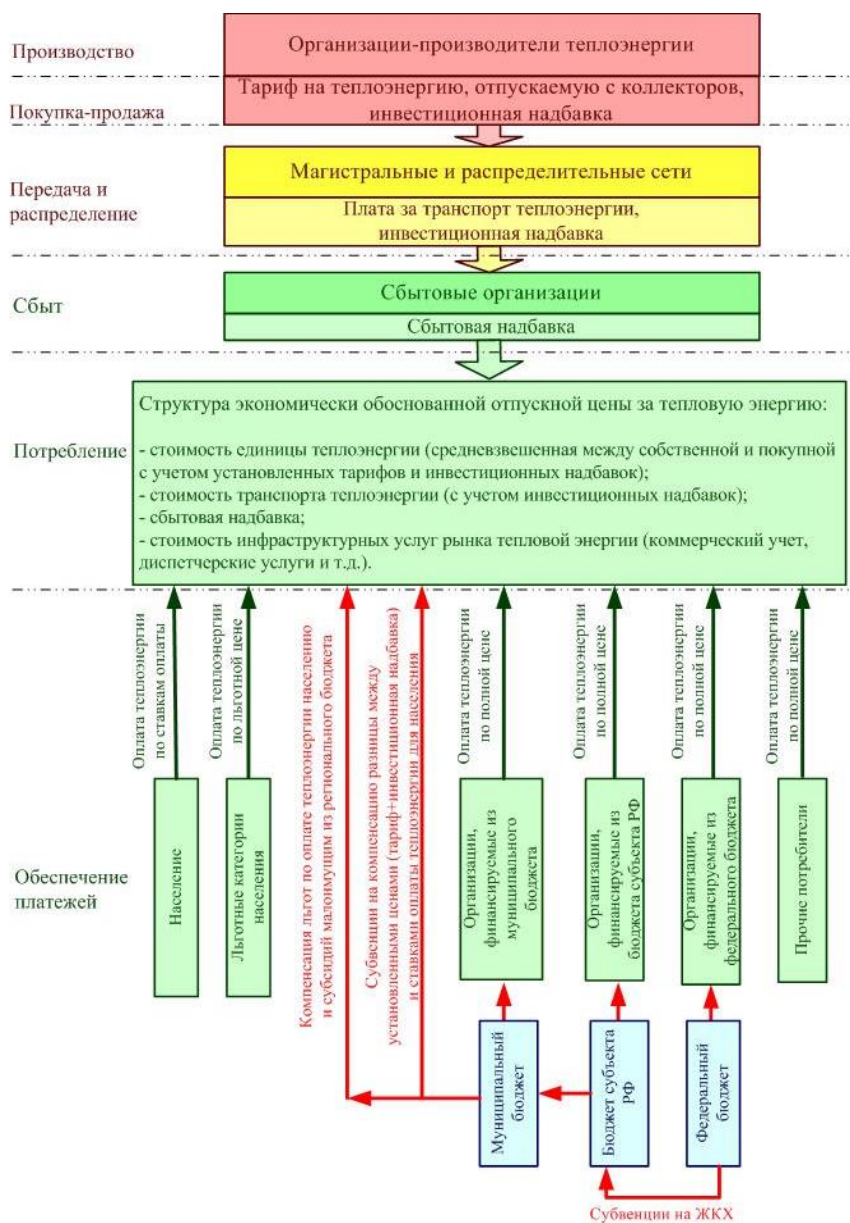 Производство
Организации-производители теплоэнергии
Покупка-продажа
Тариф на теплоэнергию, отпускаемую с коллекторов,
инвестиционная надбавка
Передача и
распределение
Магистральные и распределительные сети
Плата за транспорт теплоэнергии,
инвестиционная надбавка
Сбыт
Сбытовые организации
Сбытовая надбавка
Потребление
Структура экономически обоснованной отпускной цены за тепловую энергию:
- стоимость единицы теплоэнергии (средневзвешенная между собственной и покупной
с учетом установленных тарифов и инвестиционных надбавок);
- стоимость транспорта теплоэнергии (с учетом инвестиционных надбавок);
- сбытовая надбавка;
- стоимость инфраструктурных услуг рынка тепловой энергии (коммерческий учет,
диспетчерские услуги и т.д.).
Оплата теплоэнергии
по ставкам оплаты
Оплата теплоэнергии
по льготной цене
Компенсация льгот по оплате теплоэнергии населению
и субсидий малоимущим из регионального бюджета
Субвенции на компенсацию разницы между
установленными ценами (тариф+инвестиционная надбавка)
и ставками оплаты теплоэнергии для населения
Оплата теплоэнергии
по полной цене
Оплата теплоэнергии
по полной цене
Оплата теплоэнергии
по полной цене
Оплата теплоэнергии
по полной цене
Обеспечение
платежей
Население
Льготные категории
населения
Организации,
финансируемые из
муниципального
бюджета
Организации,
финансируемые из
бюджета субъекта РФ
Организации,
финансируемые из
федерального бюджета
Прочие потребители
Муниципальный
бюджет
Бюджет субъекта
РФ
Федеральный
бюджет
Субвенции на ЖКХ